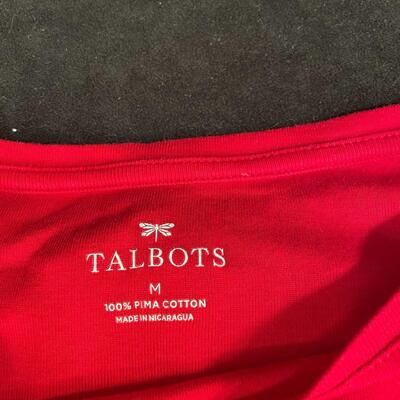 TALBOTS
M
100% PIMA COTTON
MADE IN NICARAGUA